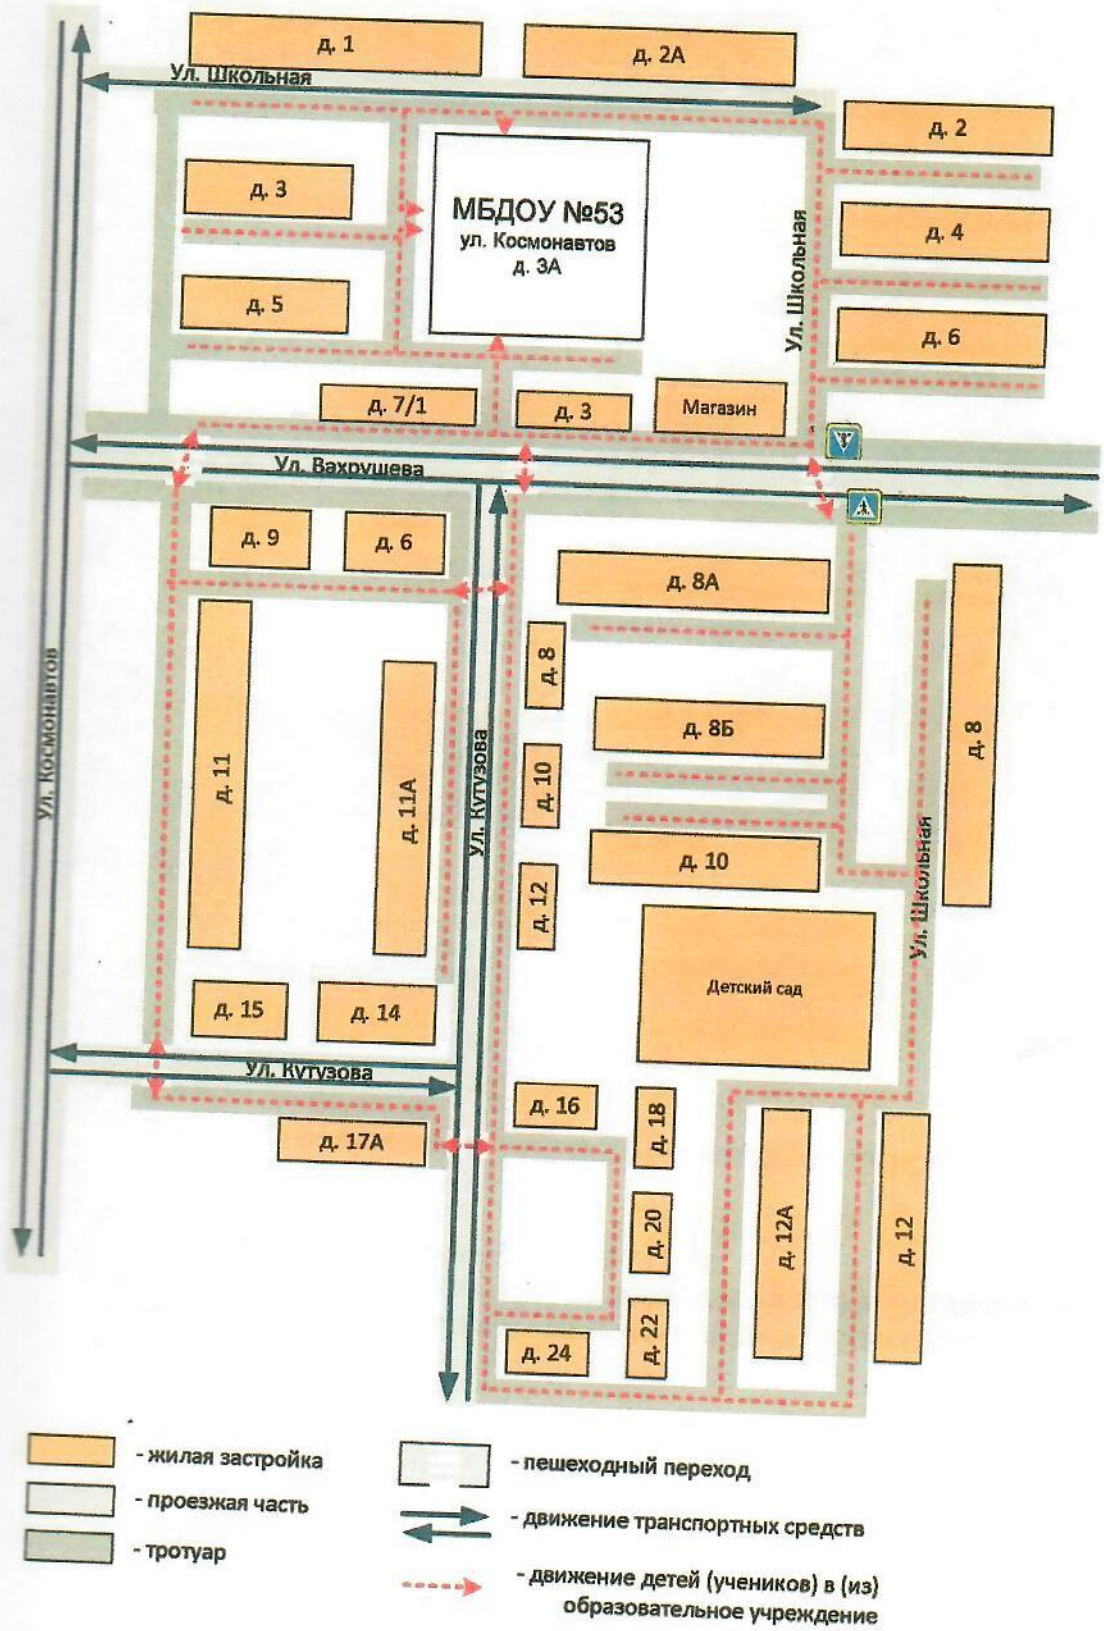 д. 1
д. 2А
Ул. Школьная
д. 2
д. 3
МБДОУ №53
ул. Космонавтов
д. 3А
д. 4
Ул. Школьная
д. 5
д. 6
д. 7/1
д. 3
Магазин
Ул. Вахрушева
д. 9
д. 6
д. 8А
д. 8
д. 8
д. 8Б
Ул. Космонавтов
д. 11
д. 11А
Ул. Кутузова
д. 10
д. 10
Ул. Школьная
д. 12
Детский сад
д. 15
д. 14
Ул. Кутузова
д. 16
д. 18
д. 17А
д. 20
д. 12А
д. 12
д. 24
д. 22
- жилая застройка
- проезжая часть
- тротуар
- пешеходный переход
- движение транспортных средств
- движение детей (учеников) в (из)
образовательное учреждение